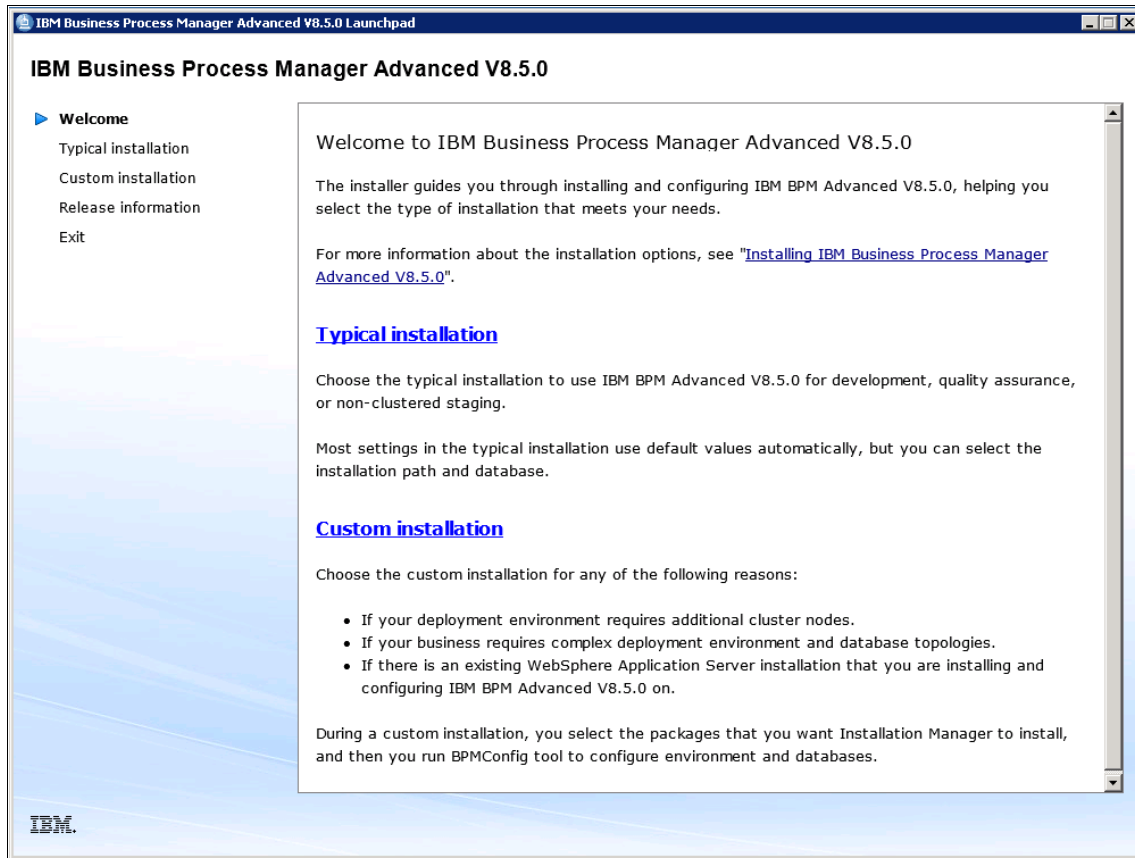 IBM Business Process Manager Advanced V8.5.0 Launchpad
IBM Business Process Manager Advanced V8.5.0
Welcome
Typical installation
Custom installation
Release information
Exit
Welcome to IBM Business Process Manager Advanced V8.5.0
The installer guides you through installing and configuring IBM BPM Advanced V8.5.0, helping you
select the type of installation that meets your needs.
For more information about the installation options, see "Installing IBM Business Process Manager
Advanced V8.5.0".
Typical installation
Choose the typical installation to use IBM BPM Advanced V8.5.0 for development, quality assurance,
or non-clustered staging.
Most settings in the typical installation use default values automatically, but you can select the
installation path and database.
Custom installation
Choose the custom installation for any of the following reasons:
• If your deployment environment requires additional cluster nodes.
• If your business requires complex deployment environment and database topologies.
• If there is an existing WebSphere Application Server installation that you are installing and
configuring IBM BPM Advanced V8.5.0 on.
During a custom installation, you select the packages that you want Installation Manager to install,
and then you run BPMConfig tool to configure environment and databases.
IBM.